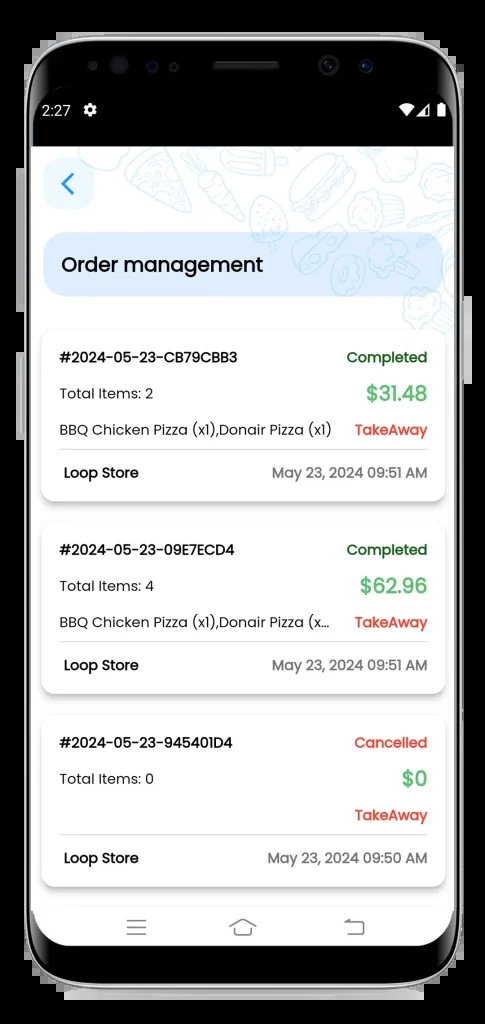 2:27
Order management
#2024-05-23-CB79CBB3 Completed
Total Items: 2 $31.48
BBQ Chicken Pizza (x1),Donair Pizza (x1) TakeAway
Loop Store May 23, 2024 09:51 AM
#2024-05-23-09E7ECD4 Completed
Total Items: 4 $62.96
BBQ Chicken Pizza (x1),Donair Pizza (x... TakeAway
Loop Store May 23, 2024 09:51 AM
#2024-05-23-945401D4 Cancelled
Total Items: 0 $0
TakeAway
Loop Store May 23, 2024 09:50 AM